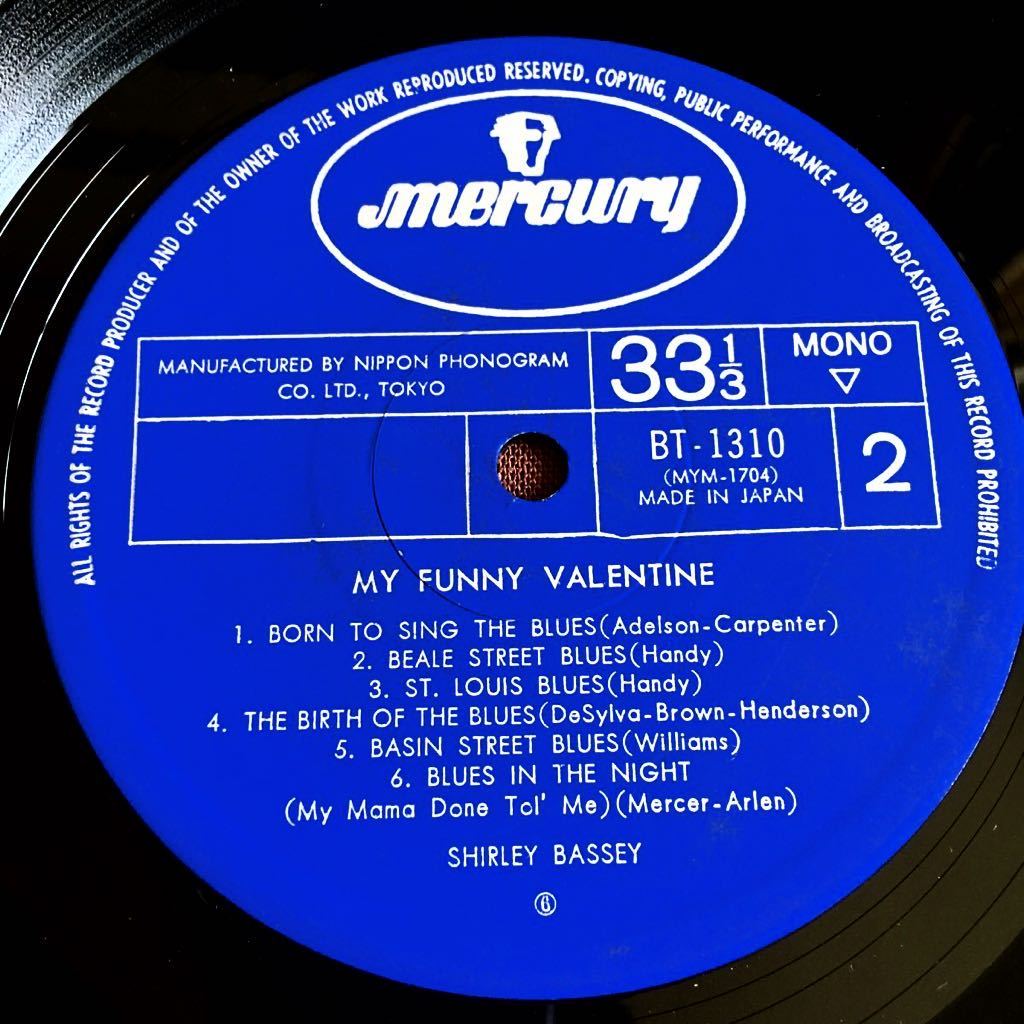 ALL RIGHTS OF THE RECORD PRODUCER AND OF THE OWNER OF THE WORK REPRODUCED RESERVED. COPYING, PUBLIC PERFORMANCE AND BROADCASTING OF THIS RECORD PROHIBITED
mercury
MANUFACTURED BY NIPPON PHONOGRAM
CO. LTD., TOKYO
33 1/3
MONO
▽
BT-1310
(MYM-1704)
MADE IN JAPAN
2
MY FUNNY VALENTINE
1. BORN TO SING THE BLUES(Adelson-Carpenter)
2. BEALE STREET BLUES(Handy)
3. ST. LOUIS BLUES(Handy)
4. THE BIRTH OF THE BLUES(DeSylva-Brown-Henderson)
5. BASIN STREET BLUES(Williams)
6. BLUES IN THE NIGHT
(My Mama Done Tol' Me)(Mercer-Arlen)
SHIRLEY BASSEY